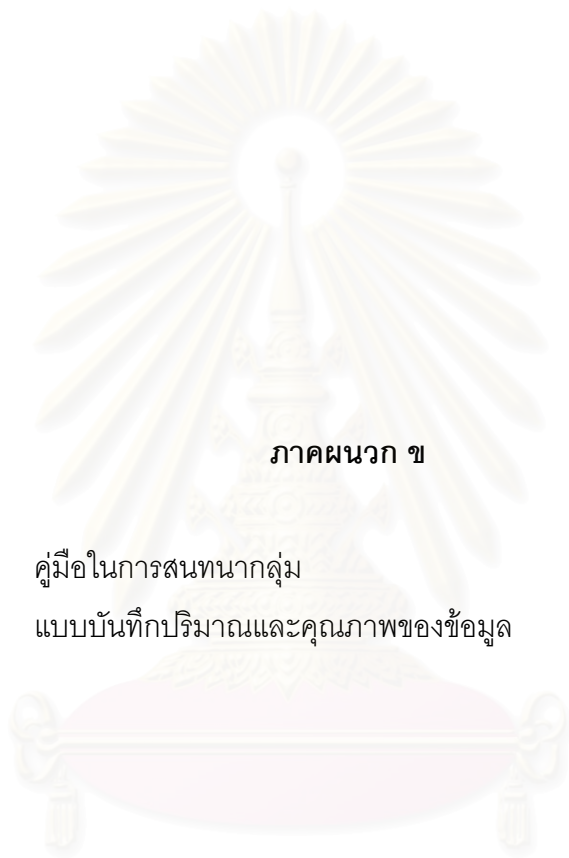 ภาคผนวก ข
คู่มือในการสนทนากลุ่ม
แบบบันทึกปริมาณและคุณภาพของข้อมูล